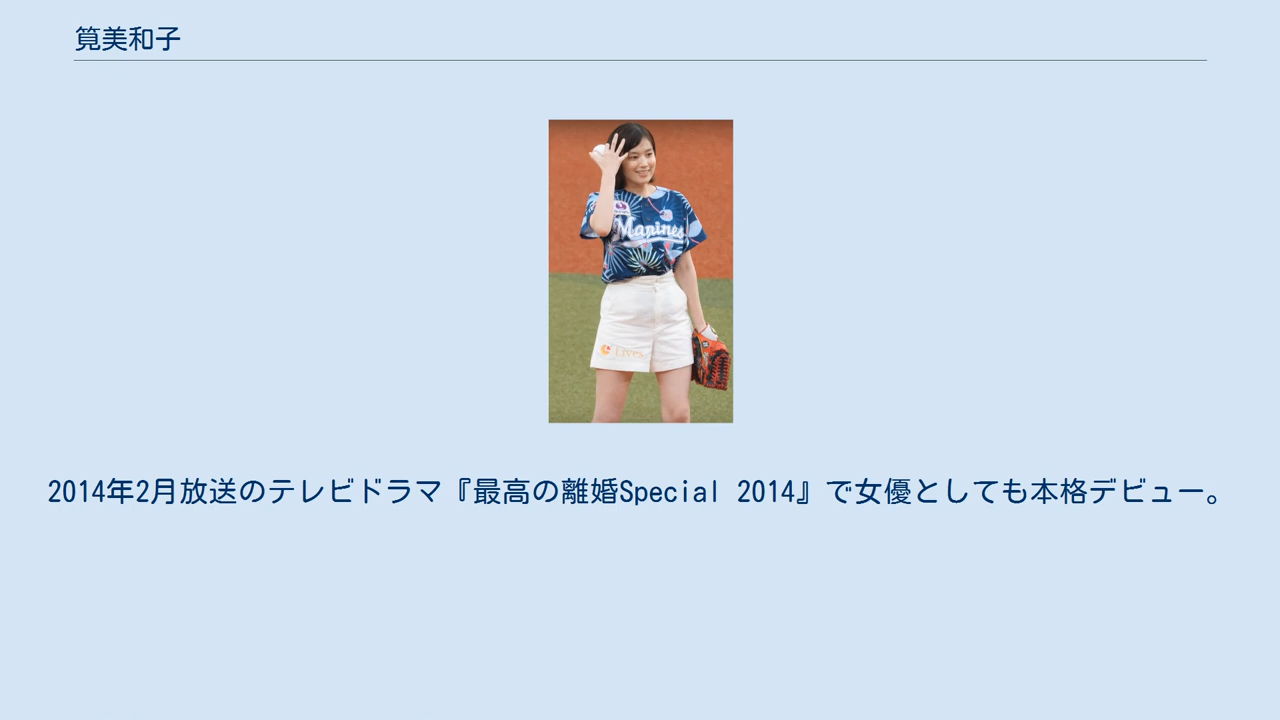 筧美和子
Marines
Lives
2014年2月放送のテレビドラマ『最高の離婚Special 2014』で女優としても本格デビュー。